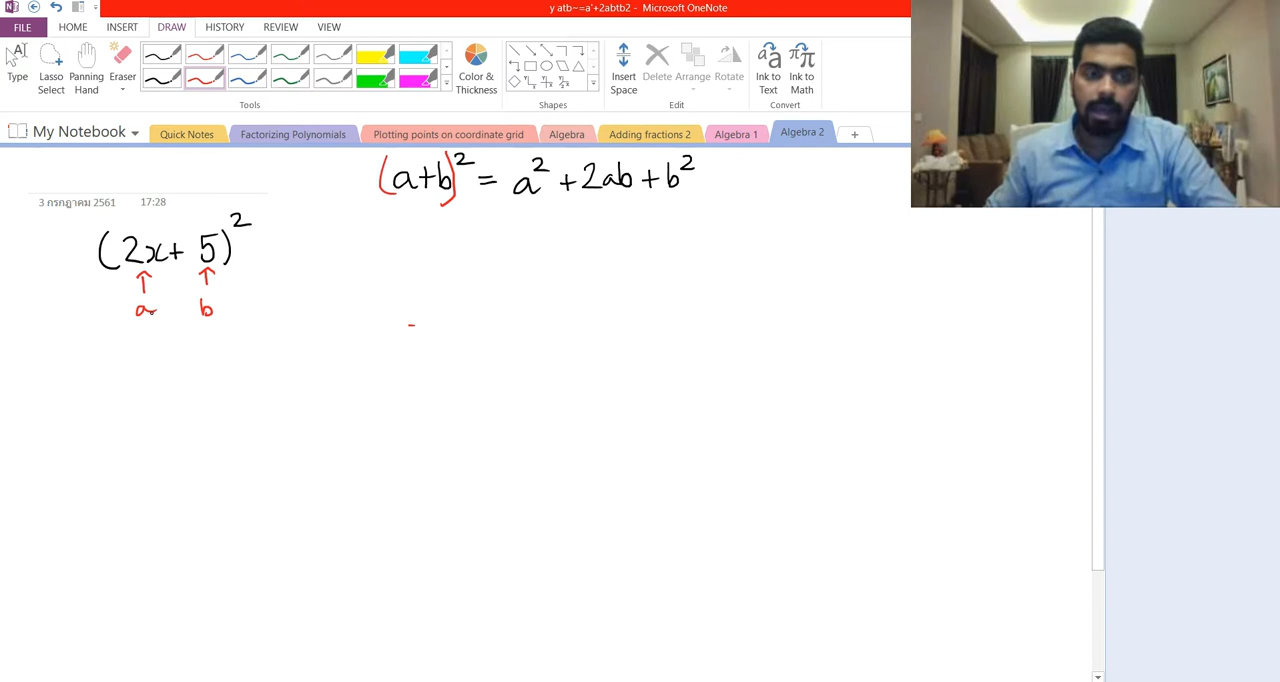 y atb~=a'+2abtb2 - Microsoft OneNote
FILE HOME INSERT DRAW HISTORY REVIEW VIEW
Type Lasso Select Panning Hand Eraser Color & Thickness Insert Space Delete Arrange Rotate Ink to Text Ink to Math
Tools Shapes Edit Convert
My Notebook Quick Notes Factorizing Polynomials Plotting points on coordinate grid Algebra Adding fractions 2 Algebra 1 Algebra 2 +
(a+b)² = a² + 2ab + b²
3 กรกฎาคม 2561 17:28
(2x + 5)²
↑ ↑
a b